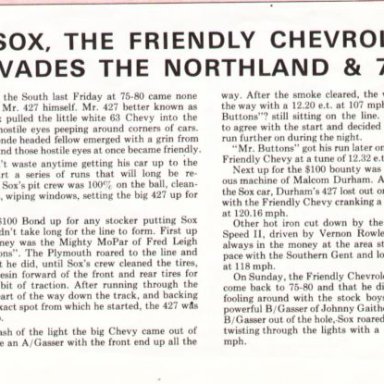 SOX, THE FRIENDLY CHEVROL
VADES THE NORTHLAND & 7
the South last Friday at 75-80 came none
Mr. 427 himself. Mr. 427 better known as
pulled the little white 63 Chevy into the
hostile eyes peeping around corners of cars.
onde headed fellow emerged with a grin from
and those hostile eyes at once became friendly.
't waste anytime getting his car up to the
rt a series of runs that will long be re-
Sox's pit crew was 100% on the ball, clean-
, wiping windows, setting the big 427 up for
$100 Bond up for any stocker putting Sox
dn't take long for the line to form. First up
ney was the Mighty MoPar of Fred Leigh
ttons". The Plymouth roared to the line and
t he did, until Sox's crew cleaned the tires.
esin forward of the front and rear tires for
bit of traction. After running through the
art of the way down the track, and backing
xact spot from which he started, the 427 was
ash of the light the big Chevy came out of
e an A/Gasser with the front end up all the
way. After the smoke cleared, the
the way with a 12.20 e.t. at 107 mph
Buttons"? still sitting on the line.
to agree with the start and decided
run further on during the night.
"Mr. Buttons" got his run later on
Friendly Chevy at a tune of 12.32 e.t
Next up for the $100 bounty was
ous machine of Malcom Durham. A
the Sox car, Durham's 427 lost out on
with the Friendly Chevy cranking a
at 120.16 mph.
Other hot irons cut down by the
Speed II, driven by Vernon Rowle
always in the money at the area st
pace with the Southern Gent and lo
at 118 mph.
On Sunday, the Friendly Chevrole
come back to 75-80 and that he di
fooling around with the stock boys
powerful B/Gasser of Johnny Gaith
B/Gasser out of the hole, Sox roared
twisting through the lights with a
mph.